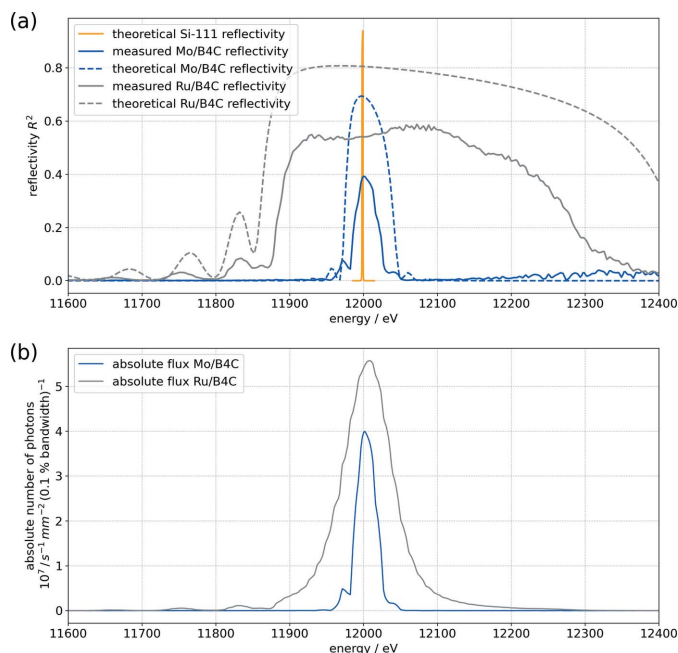 (a)
theoretical Si-111 reflectivity
measured Mo/B4C reflectivity
theoretical Mo/B4C reflectivity
measured Ru/B4C reflectivity
theoretical Ru/B4C reflectivity
reflectivity R²
0.8
0.6
0.4
0.2
0.0
11600 11700 11800 11900 12000 12100 12200 12300 12400
energy / eV
(b)
absolute flux Mo/B4C
absolute flux Ru/B4C
absolute number of photons
10⁷ / s⁻¹ mm⁻² (0.1 % bandwidth)⁻¹
5
4
3
2
1
0
11600 11700 11800 11900 12000 12100 12200 12300 12400
energy / eV